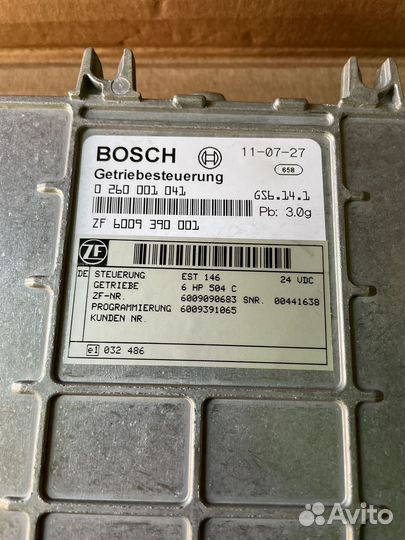 BOSCH 11-07-27
658
Getriebesteuerung
0 260 001 041 GS6.14.1
Pb: 3.0g
ZF 6009 390 001
ZF
DE STEUERUNG EST 146 24 VDC
GETRIEBE 6 HP 504 C
ZF-NR. 6009090683 SNR. 00441638
PROGRAMMIERUNG 6009391065
KUNDEN NR.
e1 032 486
Avito